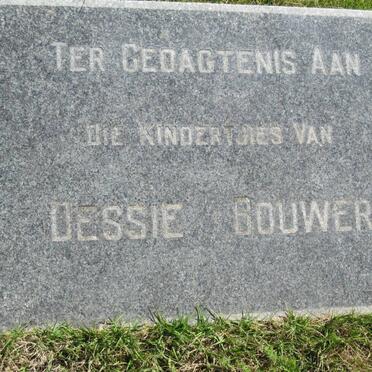 TER GEDAGTENIS AAN
DIE KINDERTJIES VAN
DESSIE BOUWER